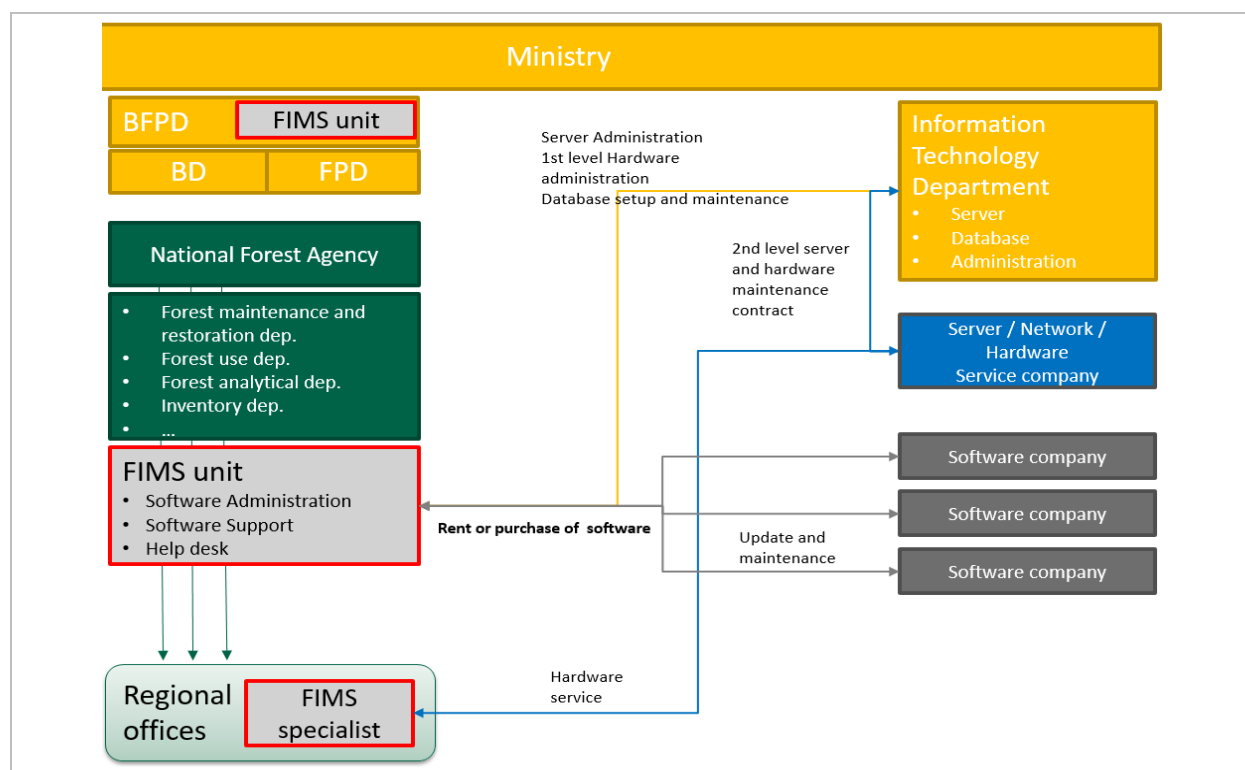 Ministry
BFPD
FIMS unit
BD
FPD
National Forest Agency
• Forest maintenance and
restoration dep.
• Forest use dep.
• Forest analytical dep.
• Inventory dep.
• ...
FIMS unit
• Software Administration
• Software Support
• Help desk
Regional
offices
FIMS
specialist
Server Administration
1st level Hardware
administration
Database setup and maintenance
2nd level server
and hardware
maintenance
contract
Rent or purchase of software
Update and
maintenance
Hardware
service
Information
Technology
Department
• Server
• Database
• Administration
Server / Network /
Hardware
Service company
Software company
Software company
Software company